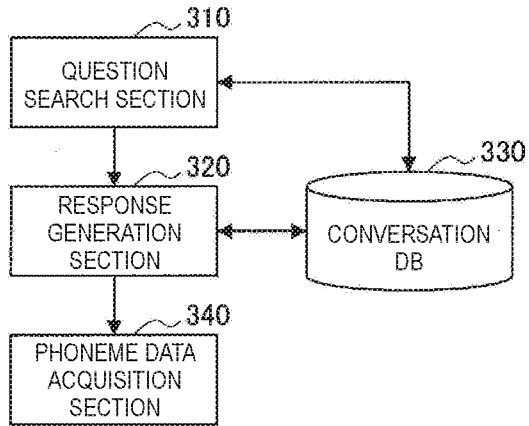 310
QUESTION
SEARCH SECTION
320
330
RESPONSE
GENERATION
SECTION
CONVERSATION
DB
340
PHONEME DATA
ACQUISITION
SECTION